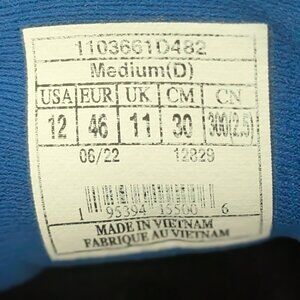 1103661D482
Medium(D)
USA EUR UK CM CN
12 46 11 30 300(2.5)
06/22 12829
1 95394 15500 6
MADE IN VIETNAM
FABRIQUE AU VIETNAM